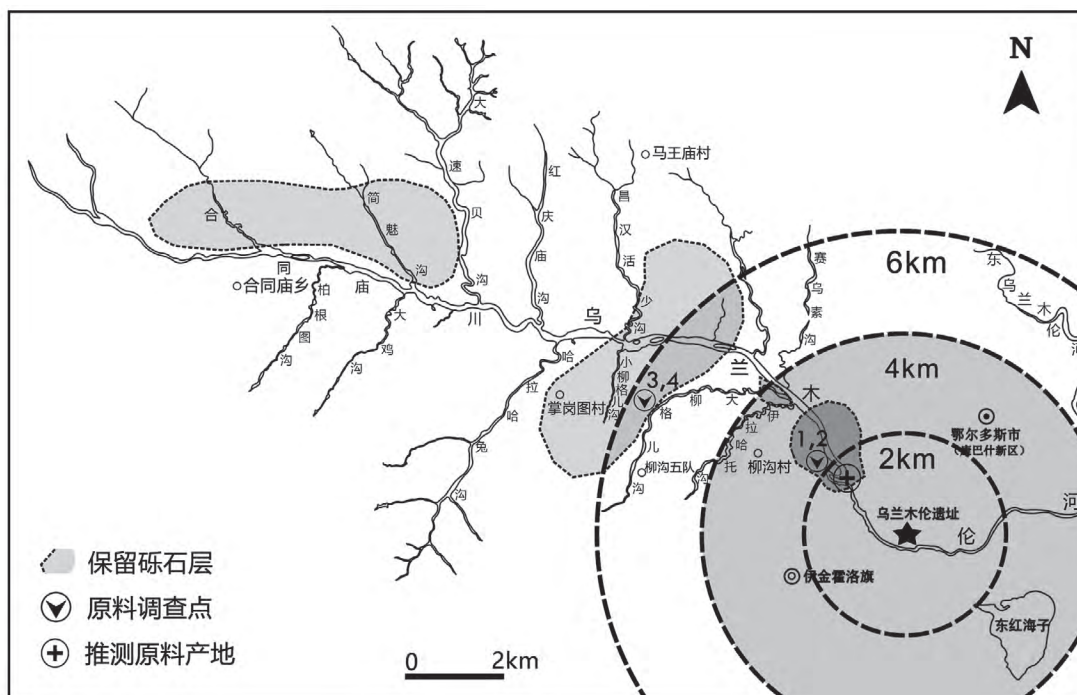 N
大
速
贝
沟
红
庆
庙
沟
马王庙村
昌
汉
活
少
沟
简
魅
沟
合
同
庙
川
合同庙乡
柏
根
图
沟
大
鸡
沟
乌
兰
木
伦
河
哈
拉
哈
兔
沟
小
柳
格
儿
沟
掌岗图村
3,4
大
柳
格
儿
沟
柳沟五队
伊
拉
哈
托
沟
柳沟村
赛
乌
素
沟
东
乌
兰
木
伦
河
6km
4km
2km
1,2
鄂尔多斯市
(康巴什新区)
乌兰木伦遗址
伊金霍洛旗
东红海子
保留砾石层
原料调查点
推测原料产地
0 2km